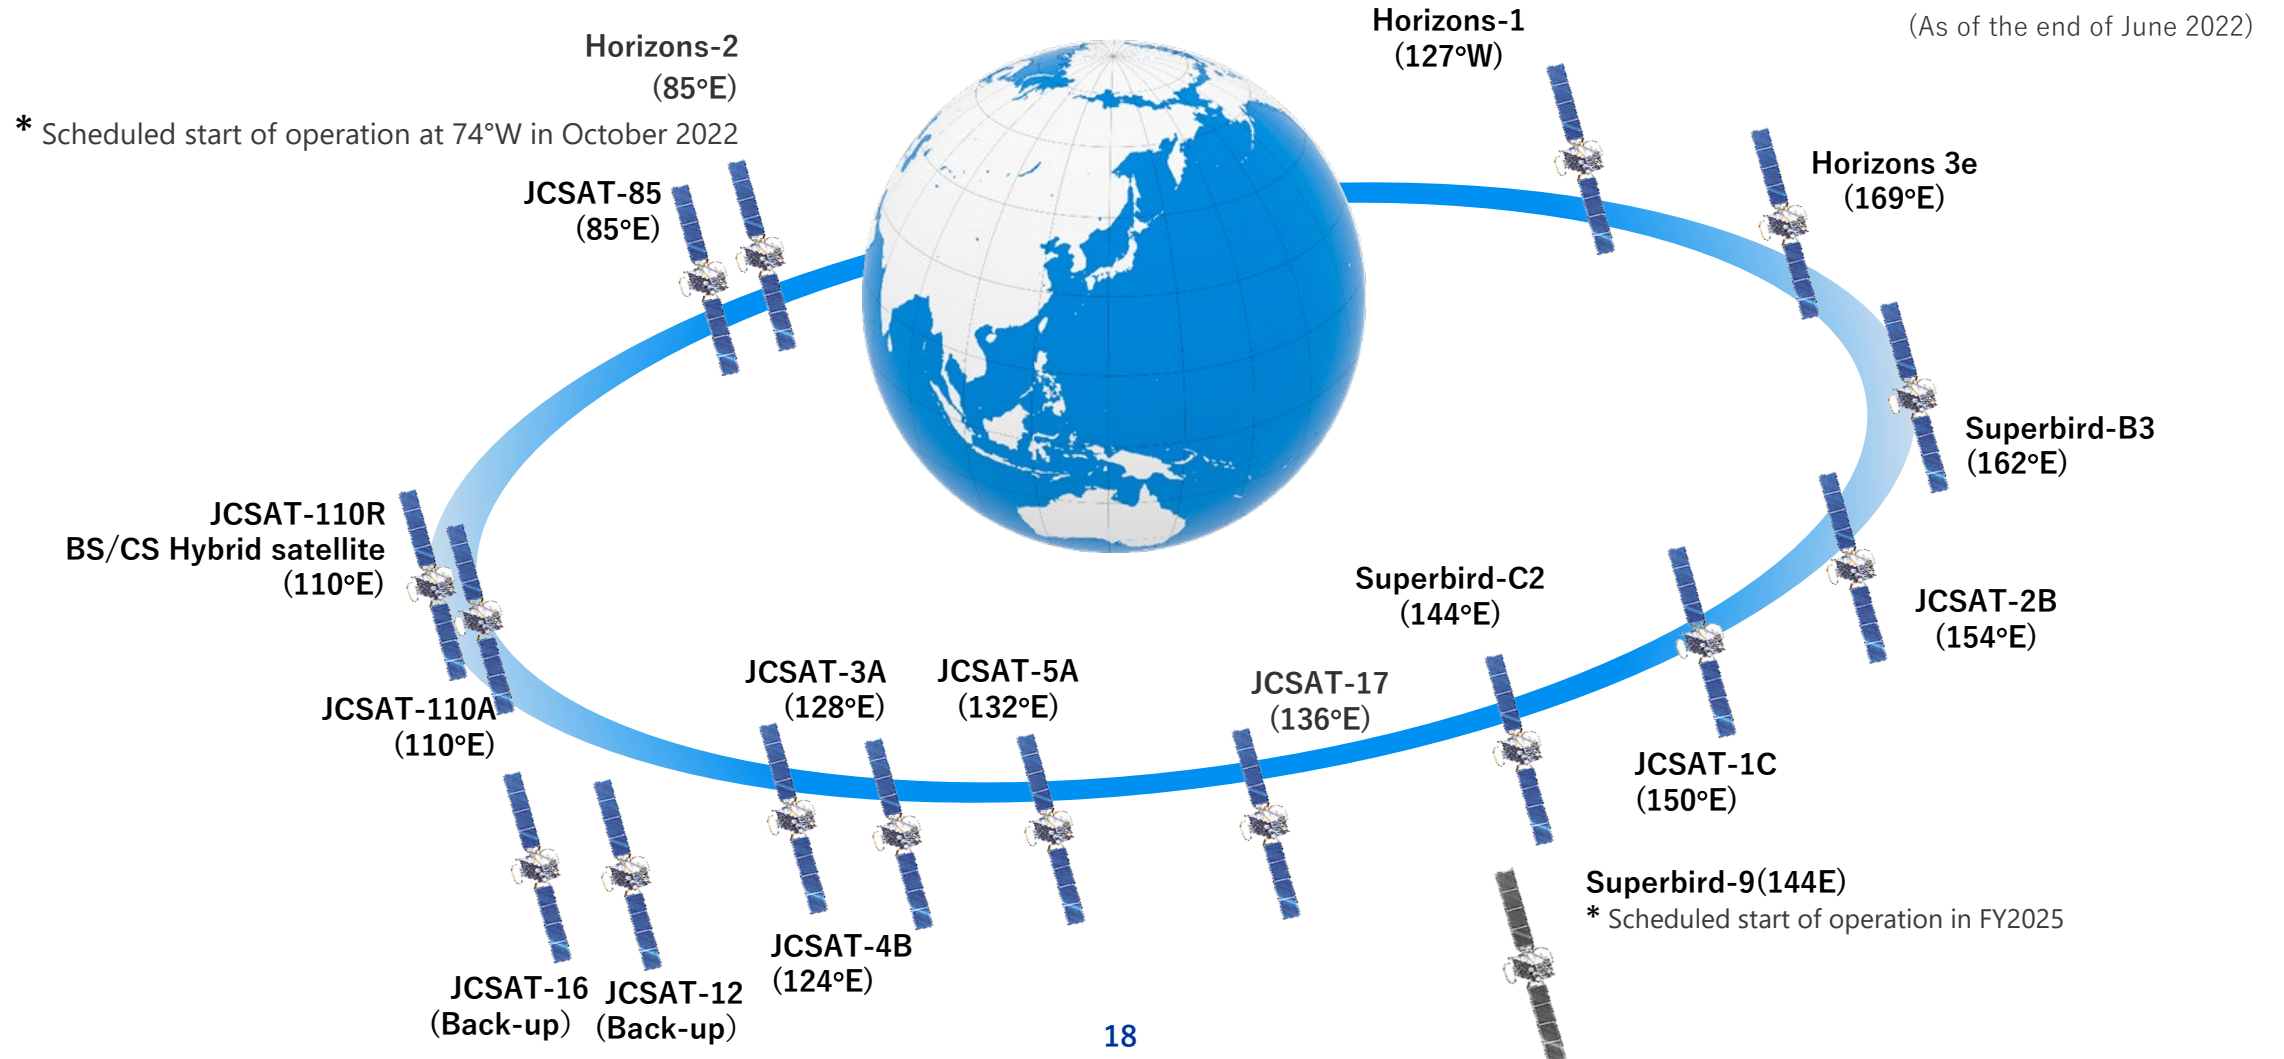 (As of the end of June 2022)
Horizons-1
(127°W)
Horizons-2
(85°E)
* Scheduled start of operation at 74°W in October 2022
Horizons 3e
(169°E)
JCSAT-85
(85°E)
Superbird-B3
(162°E)
JCSAT-110R
BS/CS Hybrid satellite
(110°E)
Superbird-C2
(144°E)
JCSAT-2B
(154°E)
JCSAT-3A
(128°E)
JCSAT-5A
(132°E)
JCSAT-17
(136°E)
JCSAT-110A
(110°E)
JCSAT-1C
(150°E)
Superbird-9(144E)
* Scheduled start of operation in FY2025
JCSAT-4B
(124°E)
JCSAT-16
(Back-up)
JCSAT-12
(Back-up)
18